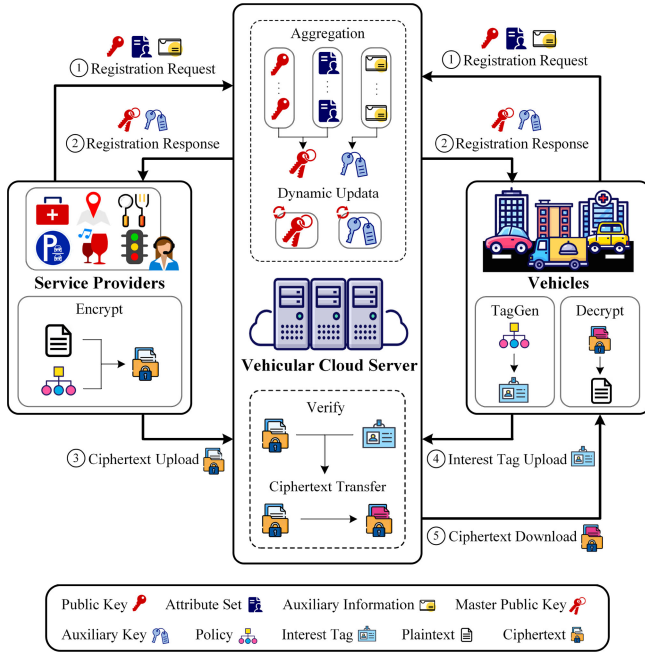 Aggregation
① Registration Request
① Registration Request
② Registration Response
② Registration Response
Dynamic Updata
Service Providers
Vehicles
Encrypt
TagGen
Decrypt
Vehicular Cloud Server
Verify
③ Ciphertext Upload
④ Interest Tag Upload
Ciphertext Transfer
⑤ Ciphertext Download
Public Key Attribute Set Auxiliary Information Master Public Key
Auxiliary Key Policy Interest Tag Plaintext Ciphertext